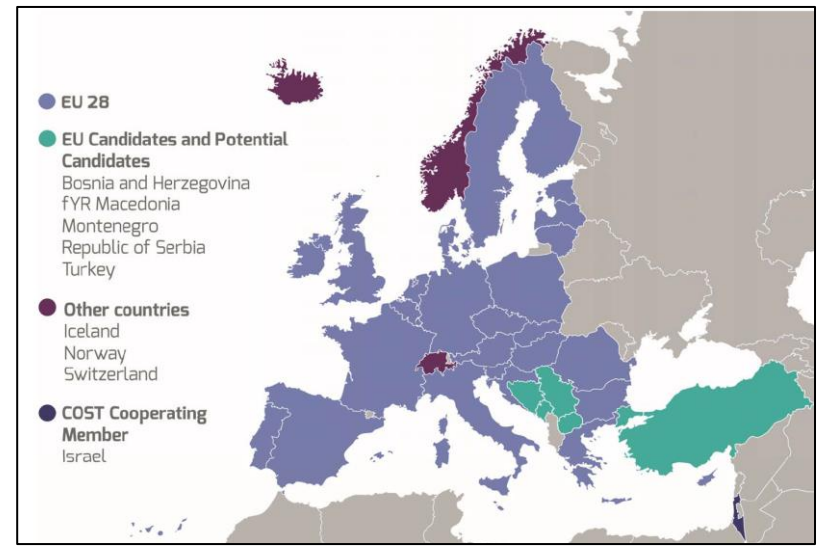 EU 28
EU Candidates and Potential
Candidates
Bosnia and Herzegovina
fYR Macedonia
Montenegro
Republic of Serbia
Turkey
Other countries
Iceland
Norway
Switzerland
COST Cooperating
Member
Israel